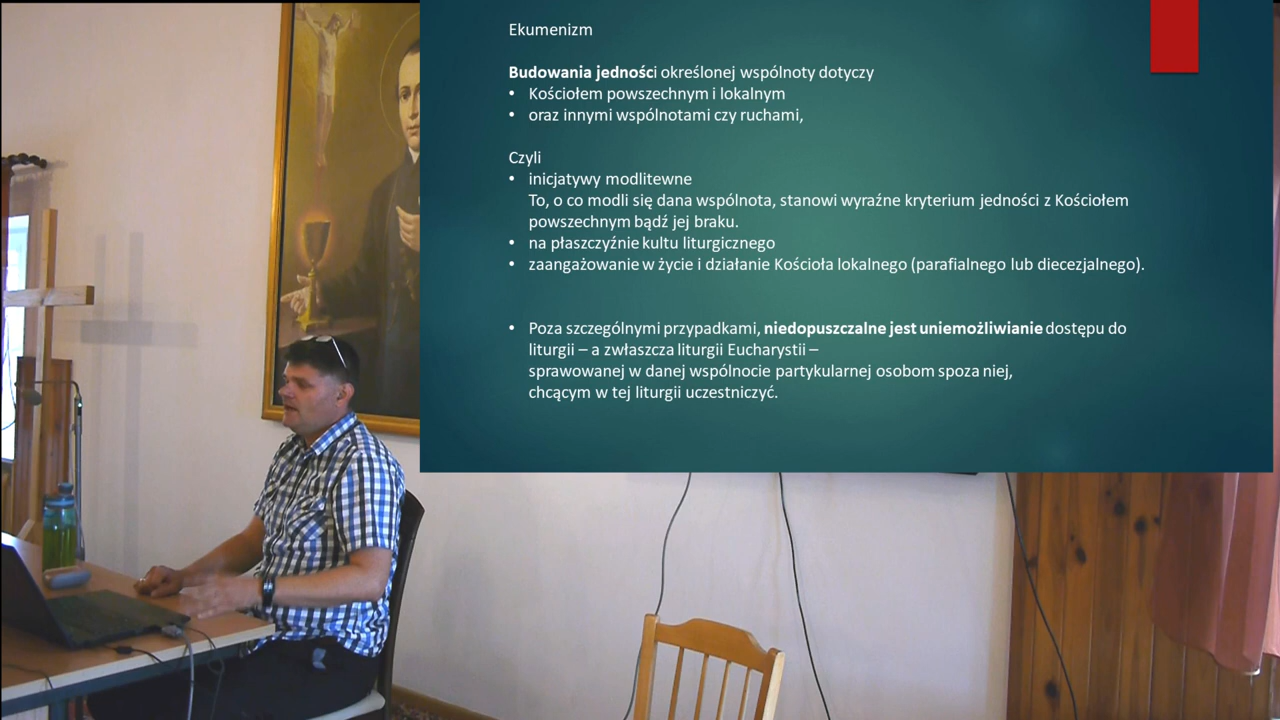 Ekumenizm
Budowania jedności określonej wspólnoty dotyczy
• Kościołem powszechnym i lokalnym
• oraz innymi wspólnotami czy ruchami,
Czyli
• inicjatywy modlitewne
To, o co modli się dana wspólnota, stanowi wyraźne kryterium jedności z Kościołem
powszechnym bądź jej braku.
• na płaszczyźnie kultu liturgicznego
• zaangażowanie w życie i działanie Kościoła lokalnego (parafialnego lub diecezjalnego).
• Poza szczególnymi przypadkami, niedopuszczalne jest uniemożliwianie dostępu do
liturgii – a zwłaszcza liturgii Eucharystii –
sprawowanej w danej wspólnocie partykularnej osobom spoza niej,
chcącym w tej liturgii uczestniczyć.